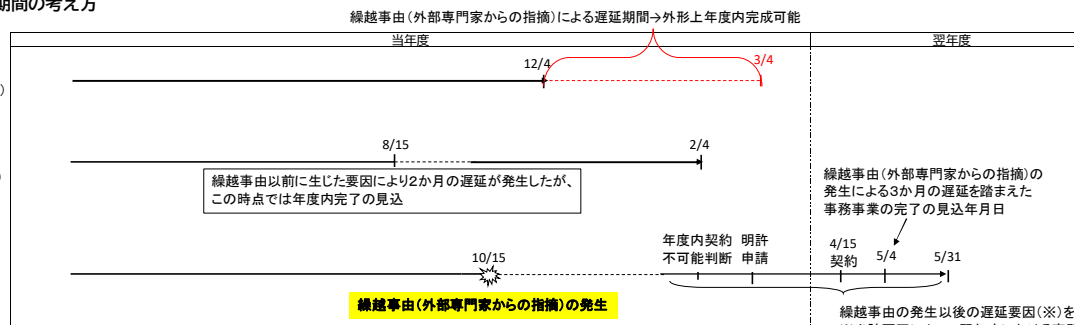 期間の考え方
繰越事由(外部専門家からの指摘)による遅延期間→外形上年度内完成可能
当年度
翌年度
12/4
3/4
)
8/15
2/4
)
繰越事由以前に生じた要因により2か月の遅延が発生したが、
この時点では年度内完了の見込
繰越事由(外部専門家からの指摘)の
発生による3か月の遅延を踏まえた
事務事業の完了の見込年月日
10/15
年度内契約
不可能判断
明許
申請
4/15
契約
5/4
5/31
繰越事由(外部専門家からの指摘)の発生
繰越事由の発生以後の遅延要因(※)を